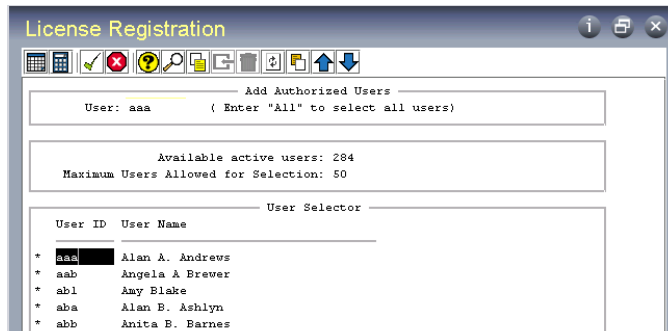 License Registration
Add Authorized Users
User: aaa ( Enter "All" to select all users)
Available active users: 284
Maximum Users Allowed for Selection: 50
User Selector
User ID User Name
* aaa Alan A. Andrews
* aab Angela A Brewer
* abl Amy Blake
* aba Alan B. Ashlyn
* abb Anita B. Barnes